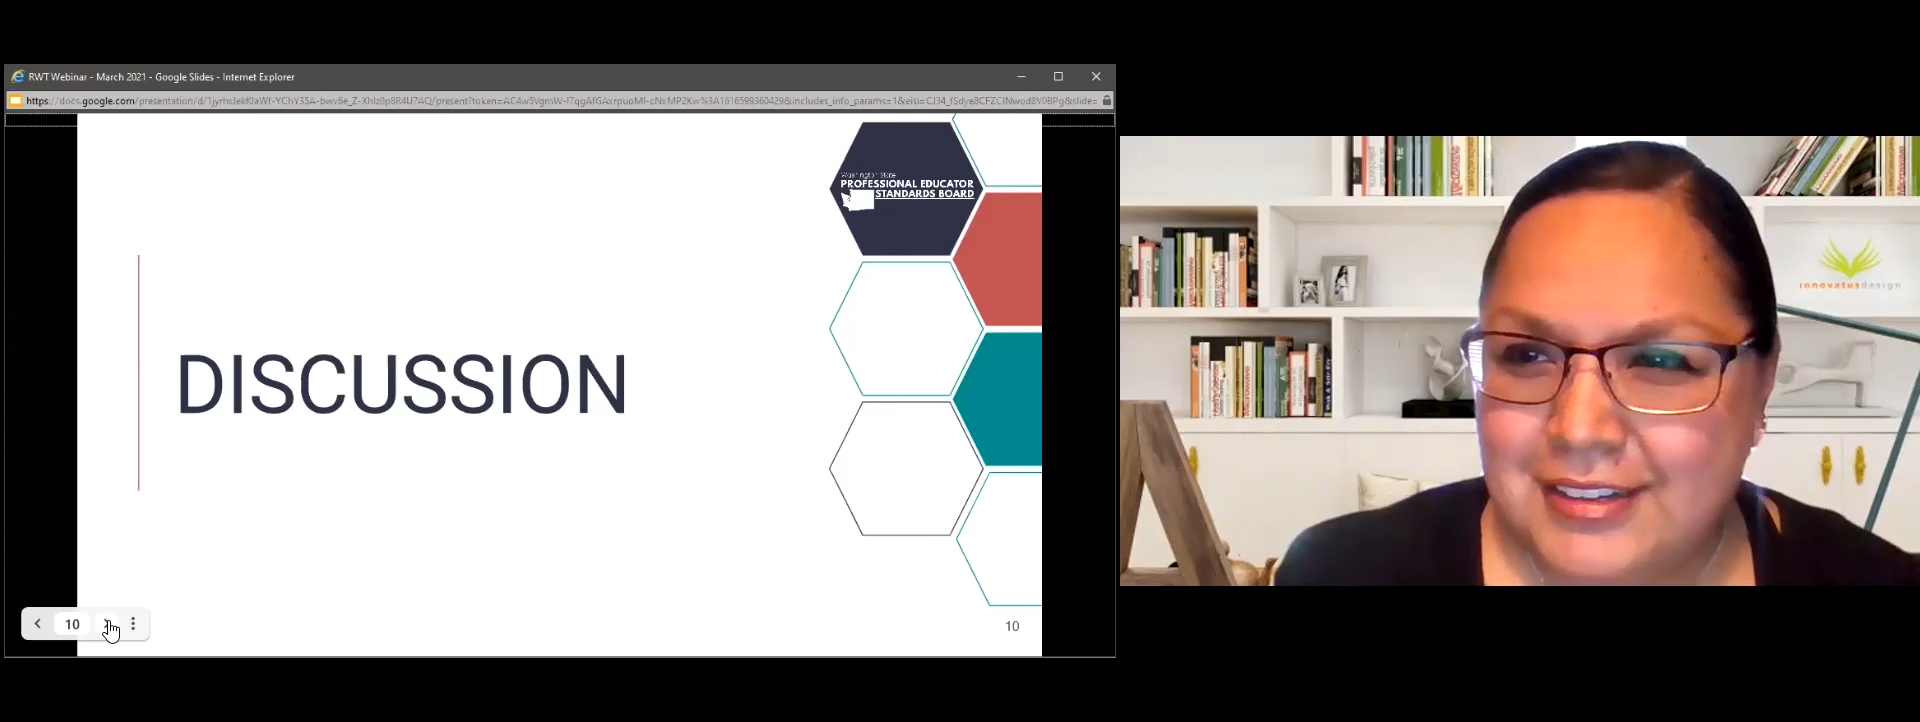 RWT Webinar - March 2021 - Google Slides - Internet Explorer
Washington State
PROFESSIONAL EDUCATOR
STANDARDS BOARD
DISCUSSION
10
10
innovatusdesign